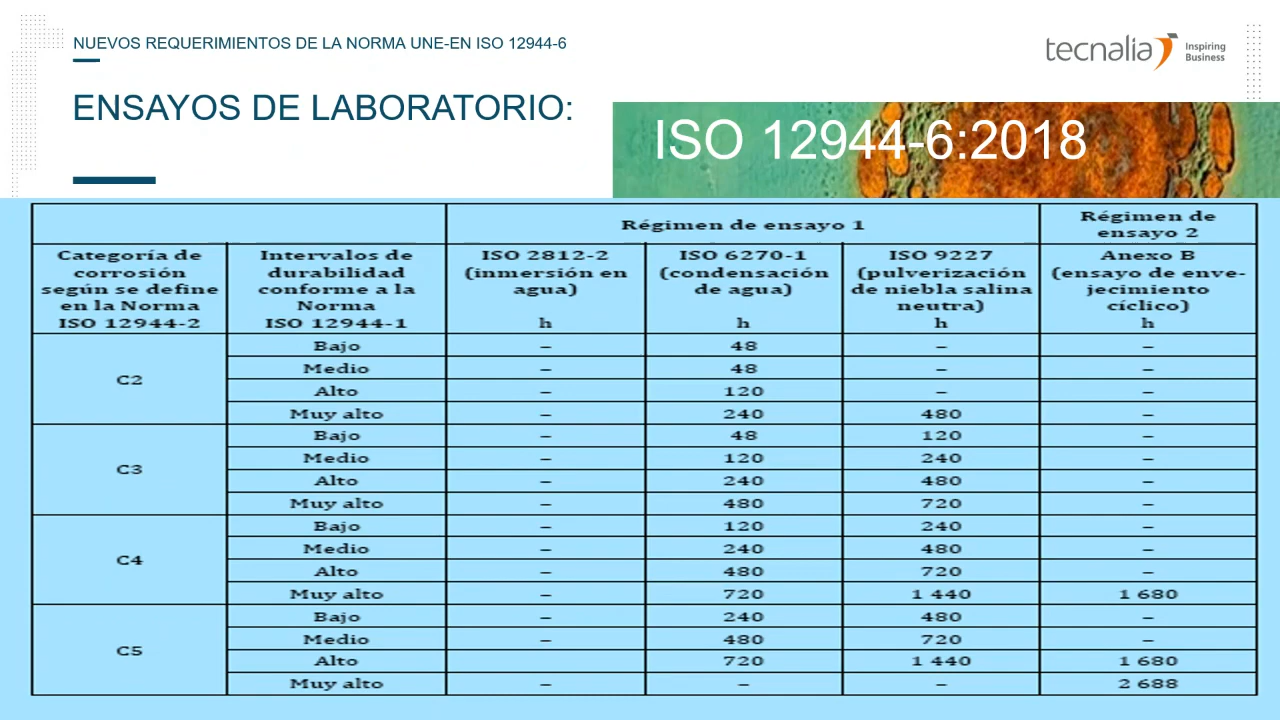 NUEVOS REQUERIMIENTOS DE LA NORMA UNE-EN ISO 12944-6
tecnalia Inspiring Business
ENSAYOS DE LABORATORIO:
ISO 12944-6:2018
Régimen de ensayo 1
Régimen de ensayo 2
Categoría de corrosión según se define en la Norma ISO 12944-2
Intervalos de durabilidad conforme a la Norma ISO 12944-1
ISO 2812-2 (inmersión en agua) h
ISO 6270-1 (condensación de agua) h
ISO 9227 (pulverización de niebla salina neutra) h
Anexo B (ensayo de enve-jecimiento cíclico) h
C2
Bajo – 48 – –
Medio – 48 – –
Alto – 120 – –
Muy alto – 240 480 –
C3
Bajo – 48 120 –
Medio – 120 240 –
Alto – 240 480 –
Muy alto – 480 720 –
C4
Bajo – 120 240 –
Medio – 240 480 –
Alto – 480 720 –
Muy alto – 720 1 440 1 680
C5
Bajo – 240 480 –
Medio – 480 720 –
Alto 720 1 440 1 680
Muy alto – – – 2 688